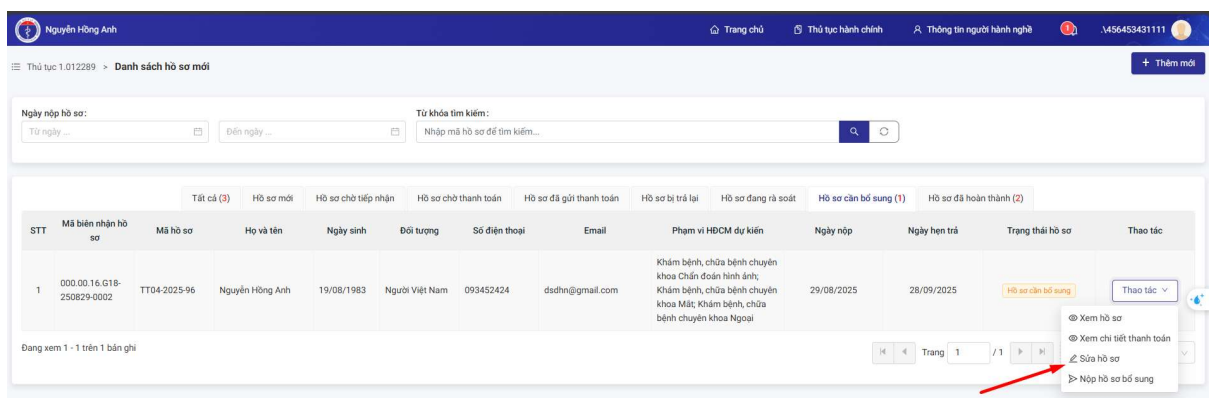 Nguyễn Hồng Anh
Trang chủ
Thủ tục hành chính
Thông tin người hành nghề
1
.\456453431111
Thủ tục 1.012289 > Danh sách hồ sơ mới
+ Thêm mới
Ngày nộp hồ sơ:
Từ khóa tìm kiếm:
Từ ngày ...
Đến ngày ...
Nhập mã hồ sơ để tìm kiếm...
Tất cả (3)
Hồ sơ mới
Hồ sơ chờ tiếp nhận
Hồ sơ chờ thanh toán
Hồ sơ đã gửi thanh toán
Hồ sơ bị trả lại
Hồ sơ đang rà soát
Hồ sơ cần bổ sung (1)
Hồ sơ đã hoàn thành (2)
STT
Mã biên nhận hồ
sơ
Mã hồ sơ
Họ và tên
Ngày sinh
Đối tượng
Số điện thoại
Email
Phạm vi HĐCM dự kiến
Ngày nộp
Ngày hẹn trả
Trạng thái hồ sơ
Thao tác
1
000.00.16.G18-
250829-0002
TT04-2025-96
Nguyễn Hồng Anh
19/08/1983
Người Việt Nam
093452424
dsdhn@gmail.com
Khám bệnh, chữa bệnh chuyên
khoa Chẩn đoán hình ảnh;
Khám bệnh, chữa bệnh chuyên
khoa Mắt; Khám bệnh, chữa
bệnh chuyên khoa Ngoại
29/08/2025
28/09/2025
Hồ sơ cần bổ sung
Thao tác
Xem hồ sơ
Xem chi tiết thanh toán
Sửa hồ sơ
Nộp hồ sơ bổ sung
Đang xem 1 - 1 trên 1 bản ghi
Trang 1 / 1